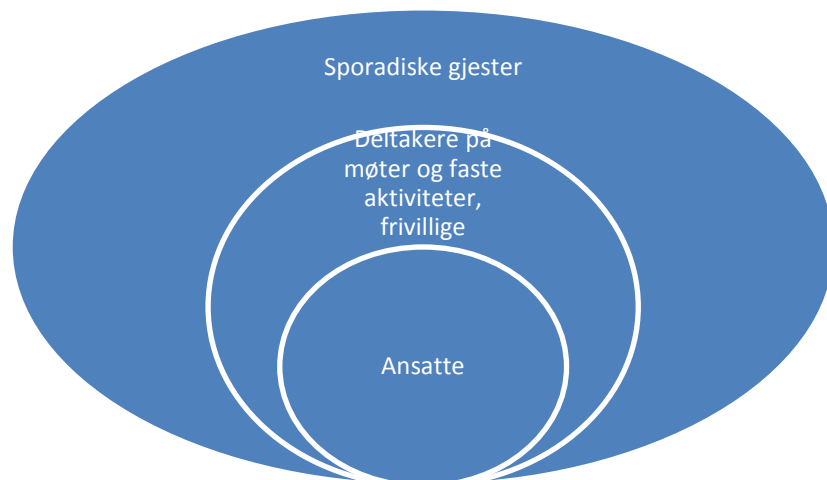 Sporadiske gjester
Deltakere på
møter og faste
aktiviteter,
frivillige
Ansatte